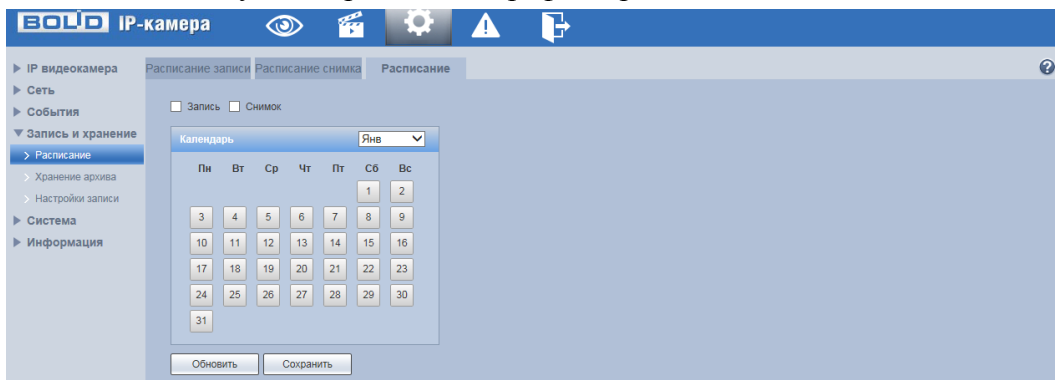 BOLID IP-камера
IP видеокамера
Сеть
События
Запись и хранение
Расписание
Хранение архива
Настройки записи
Система
Информация
Расписание записи Расписание снимка Расписание
?
Запись Снимок
Календарь Янв
Пн Вт Ср Чт Пт Сб Вс
1 2
3 4 5 6 7 8 9
10 11 12 13 14 15 16
17 18 19 20 21 22 23
24 25 26 27 28 29 30
31
Обновить Сохранить